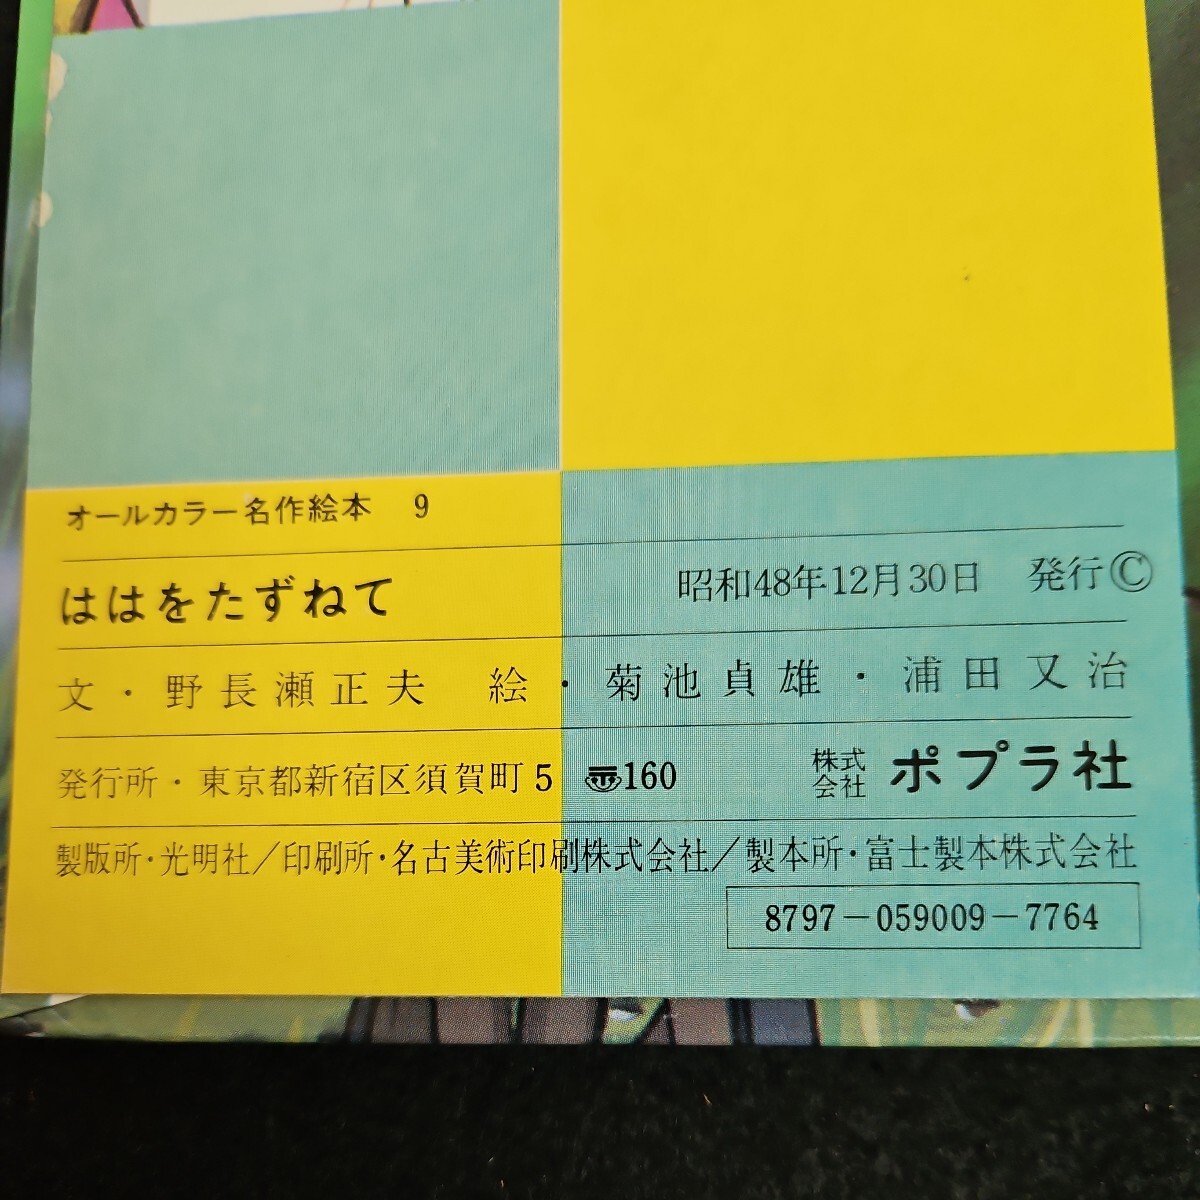 オールカラー名作絵本 9
ははをたずねて
昭和48年12月30日 発行Ⓒ
文・野長瀬正夫 絵・菊池貞雄・浦田又治
発行所・東京都新宿区須賀町5 〠160 株式会社 ポプラ社
製版所・光明社/印刷所・名古美術印刷株式会社/製本所・富士製本株式会社
8797-059009-7764